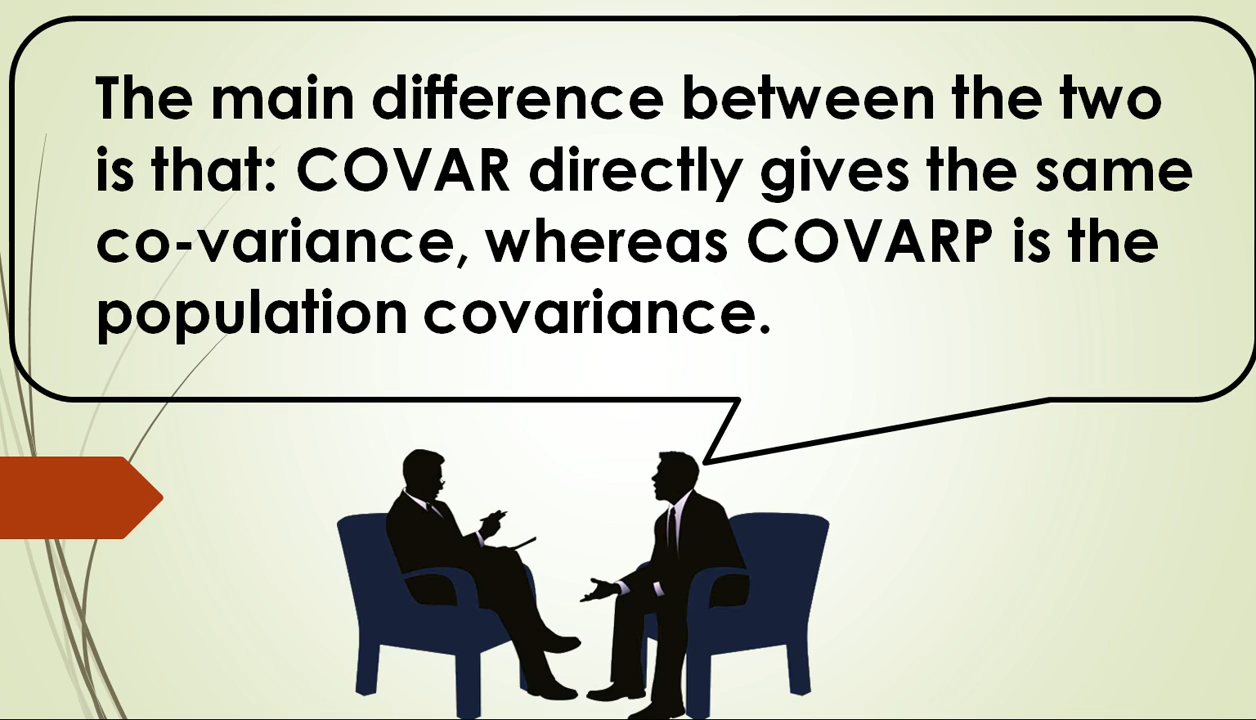 The main difference between the two
is that: COVAR directly gives the same
co-variance, whereas COVARP is the
population covariance.